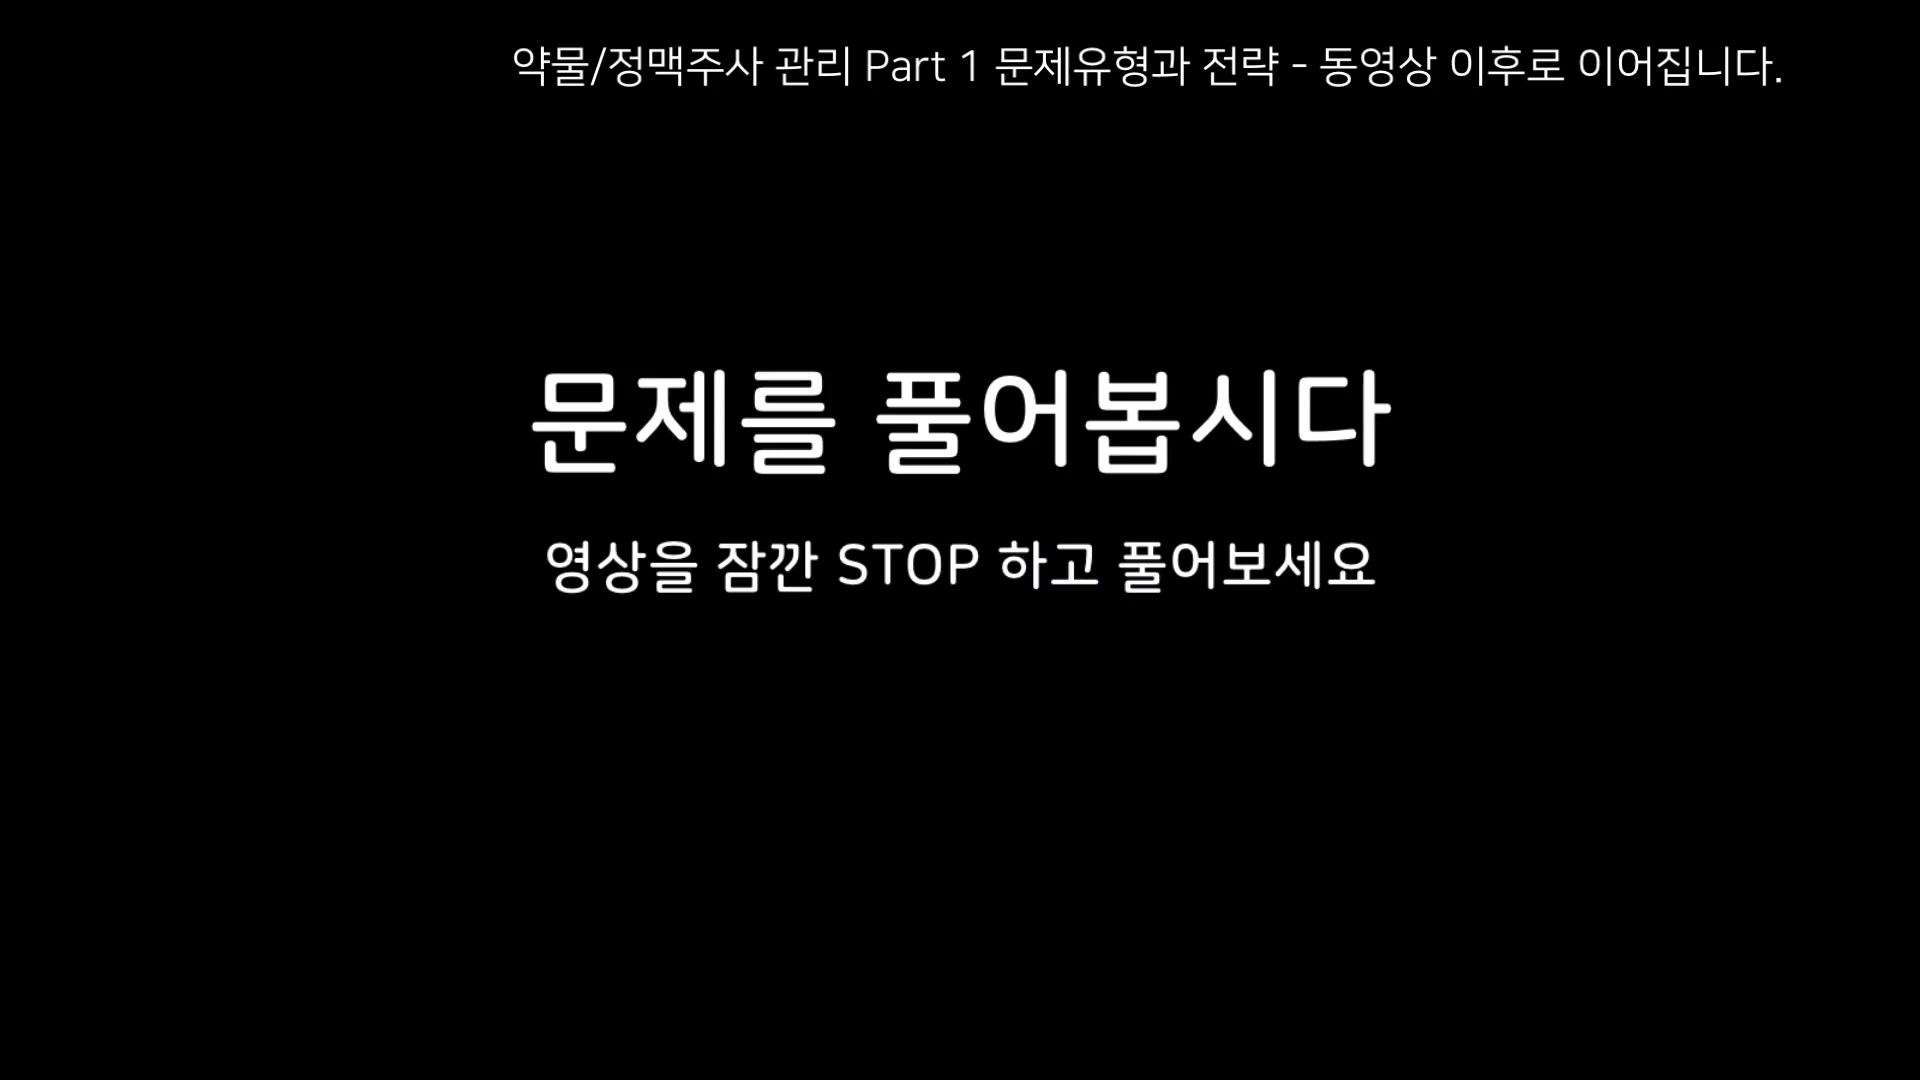 약물/정맥주사 관리 Part 1 문제유형과 전략 - 동영상 이후로 이어집니다.
문제를 풀어봅시다
영상을 잠깐 STOP 하고 풀어보세요